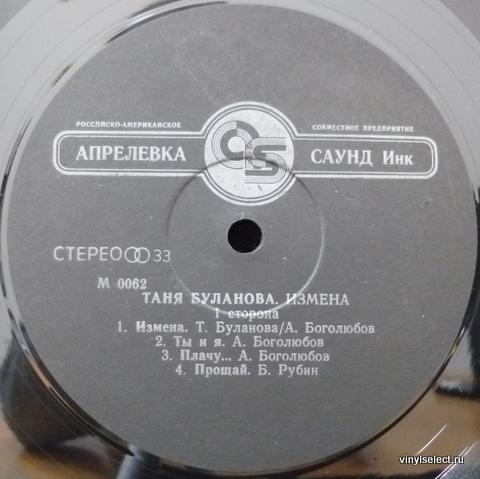 РОССИЙСКО-АМЕРИКАНСКОЕ СОВМЕСТНОЕ ПРЕДПРИЯТИЕ
АПРЕЛЕВКА САУНД Инк
СТЕРЕО 33
М 0062
ТАНЯ БУЛАНОВА. ИЗМЕНА
1 сторона
1. Измена. Т. Буланова/А. Боголюбов
2. Ты и я. А. Боголюбов
3. Плачу... А. Боголюбов
4. Прощай. Б. Рубин
vinylselect.ru